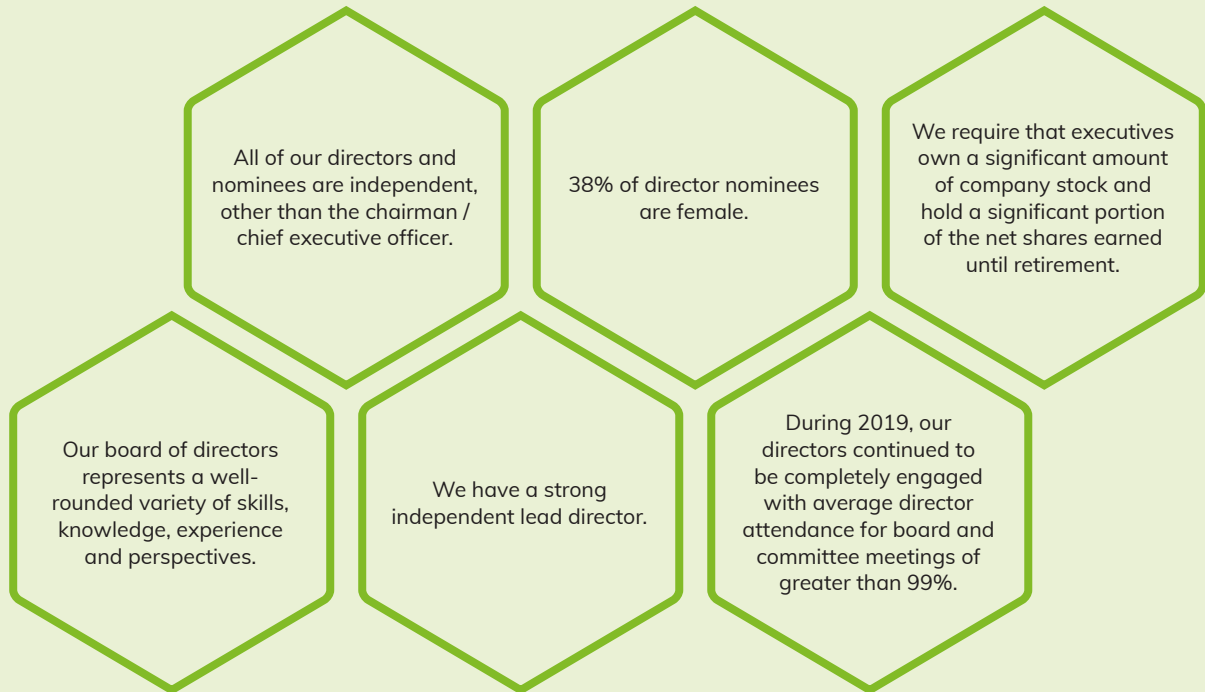 All of our directors and
nominees are independent,
other than the chairman /
chief executive officer.
38% of director nominees
are female.
We require that executives
own a significant amount
of company stock and
hold a significant portion
of the net shares earned
until retirement.
Our board of directors
represents a well-
rounded variety of skills,
knowledge, experience
and perspectives.
We have a strong
independent lead director.
During 2019, our
directors continued to
be completely engaged
with average director
attendance for board and
committee meetings of
greater than 99%.